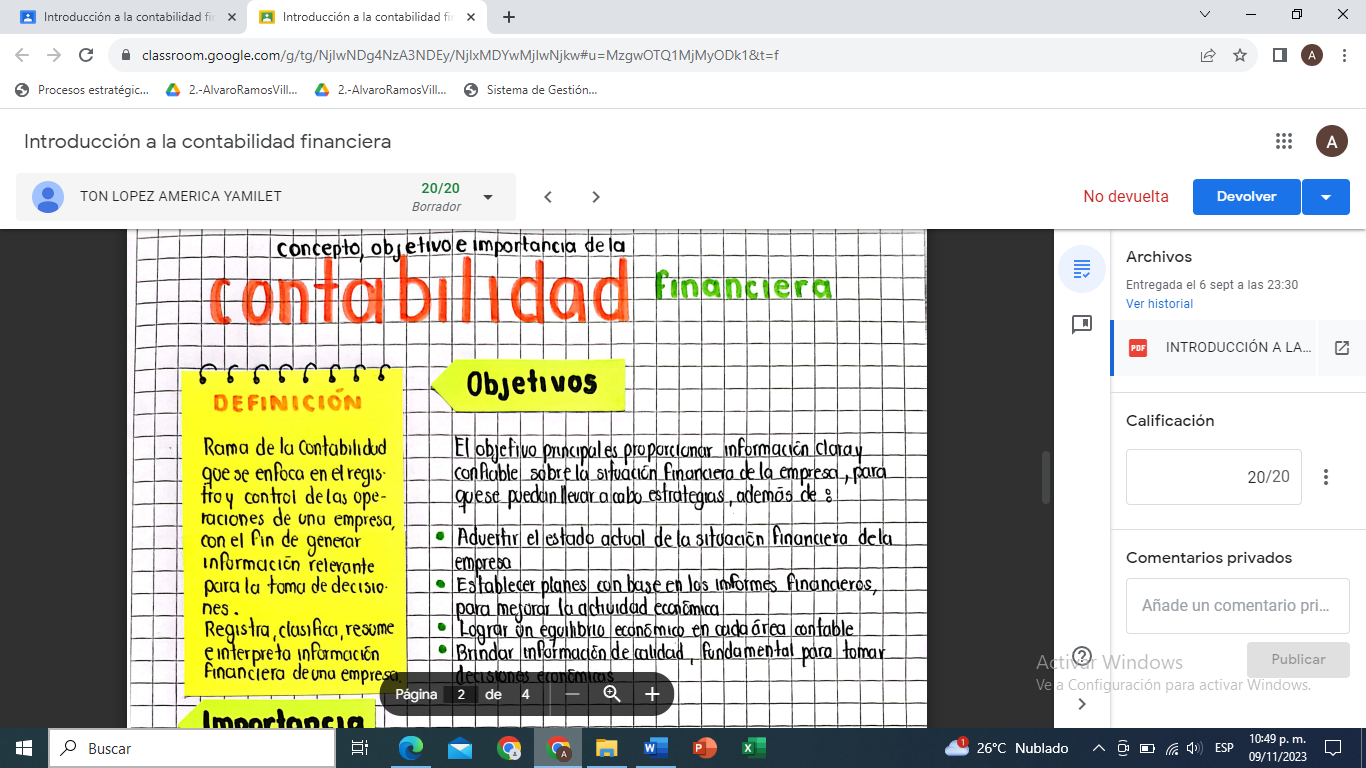 Introducción a la contabilidad fin
Introducción a la contabilidad fin
classroom.google.com/g/tg/NjIwNDg4NzA3NDEy/NjIxMDYwMjIwNjkw#u=MzgwOTQ1MjMyODk1&t=f
A
Procesos estratégic...
2.-AlvaroRamosVill...
2.-AlvaroRamosVill...
Sistema de Gestión...
Introducción a la contabilidad financiera
A
TON LOPEZ AMERICA YAMILET
20/20
Borrador
No devuelta
Devolver
concepto, objetivo e importancia de la
contabilidad financiera
DEFINICIÓN
Rama de la Contabilidad
que se enfoca en el regis-
tro y control de las ope-
raciones de una empresa,
con el fin de generar
información relevante
para la toma de decisio-
nes.
Registra, clasifica, resume
e interpreta información
financiera de una empresa.
Objetivos
El objetivo principal es proporcionar información clara y
confiable sobre la situación financiera de la empresa, para
que se puedan llevar a cabo estrategias, además de:
• Advertir el estado actual de la situación financiera de la
empresa
• Establecer planes con base en los informes financieros,
para mejorar la actividad económica
• Lograr un equilibrio económico en cada área contable
• Brindar información de calidad, fundamental para tomar
decisiones económicas
Importancia
Página 2 de 4
Archivos
Entregada el 6 sept a las 23:30
Ver historial
PDF
INTRODUCCIÓN A LA...
Calificación
20/20
Comentarios privados
Añade un comentario pri...
Publicar
Activar Windows
Ve a Configuración para activar Windows.
Buscar
1
26°C Nublado
ESP
10:49 p. m.
09/11/2023